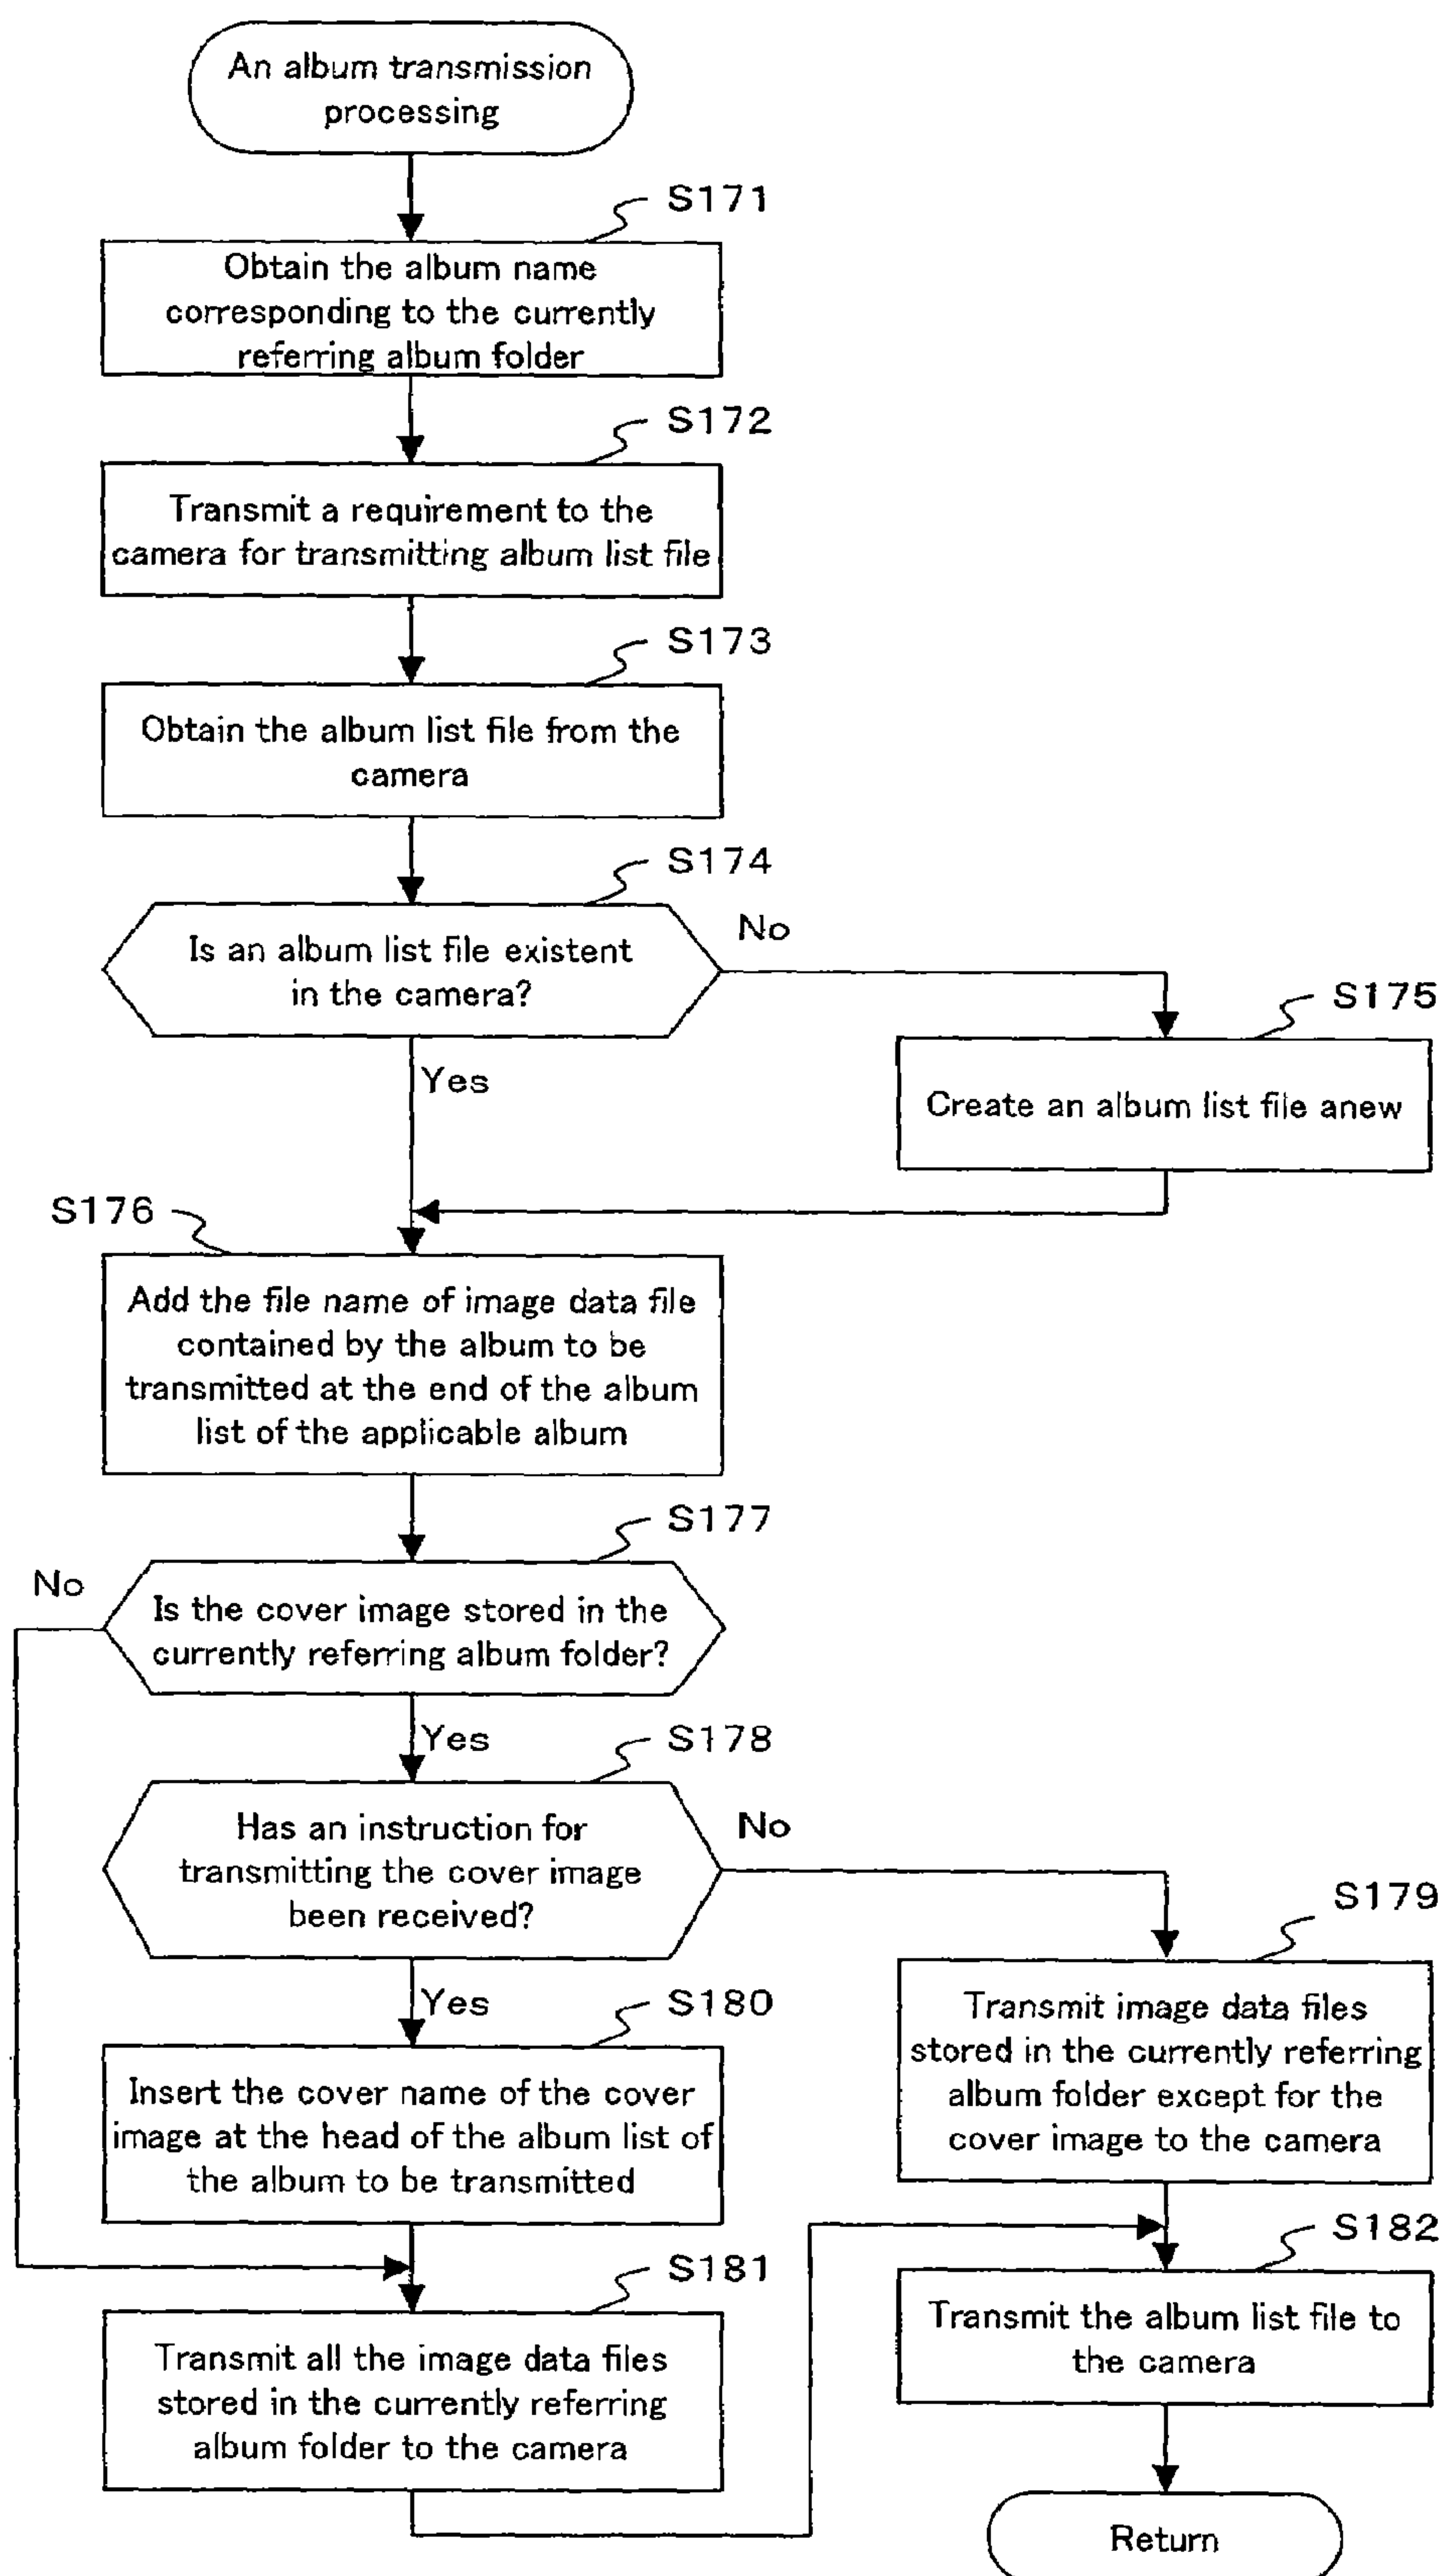 An album transmission
processing
S171
Obtain the album name
corresponding to the currently
referring album folder
S172
Transmit a requirement to the
camera for transmitting album list file
S173
Obtain the album list file from the
camera
S174
Is an album list file existent
in the camera?
No
Yes
S175
Create an album list file anew
S176
Add the file name of image data file
contained by the album to be
transmitted at the end of the album
list of the applicable album
S177
No
Is the cover image stored in the
currently referring album folder?
Yes
S178
Has an instruction for
transmitting the cover image
been received?
No
S179
Transmit image data files
stored in the currently referring
album folder except for the
cover image to the camera
Yes
S180
Insert the cover name of the cover
image at the head of the album list of
the album to be transmitted
S181
Transmit all the image data files
stored in the currently referring
album folder to the camera
S182
Transmit the album list file to
the camera
Return